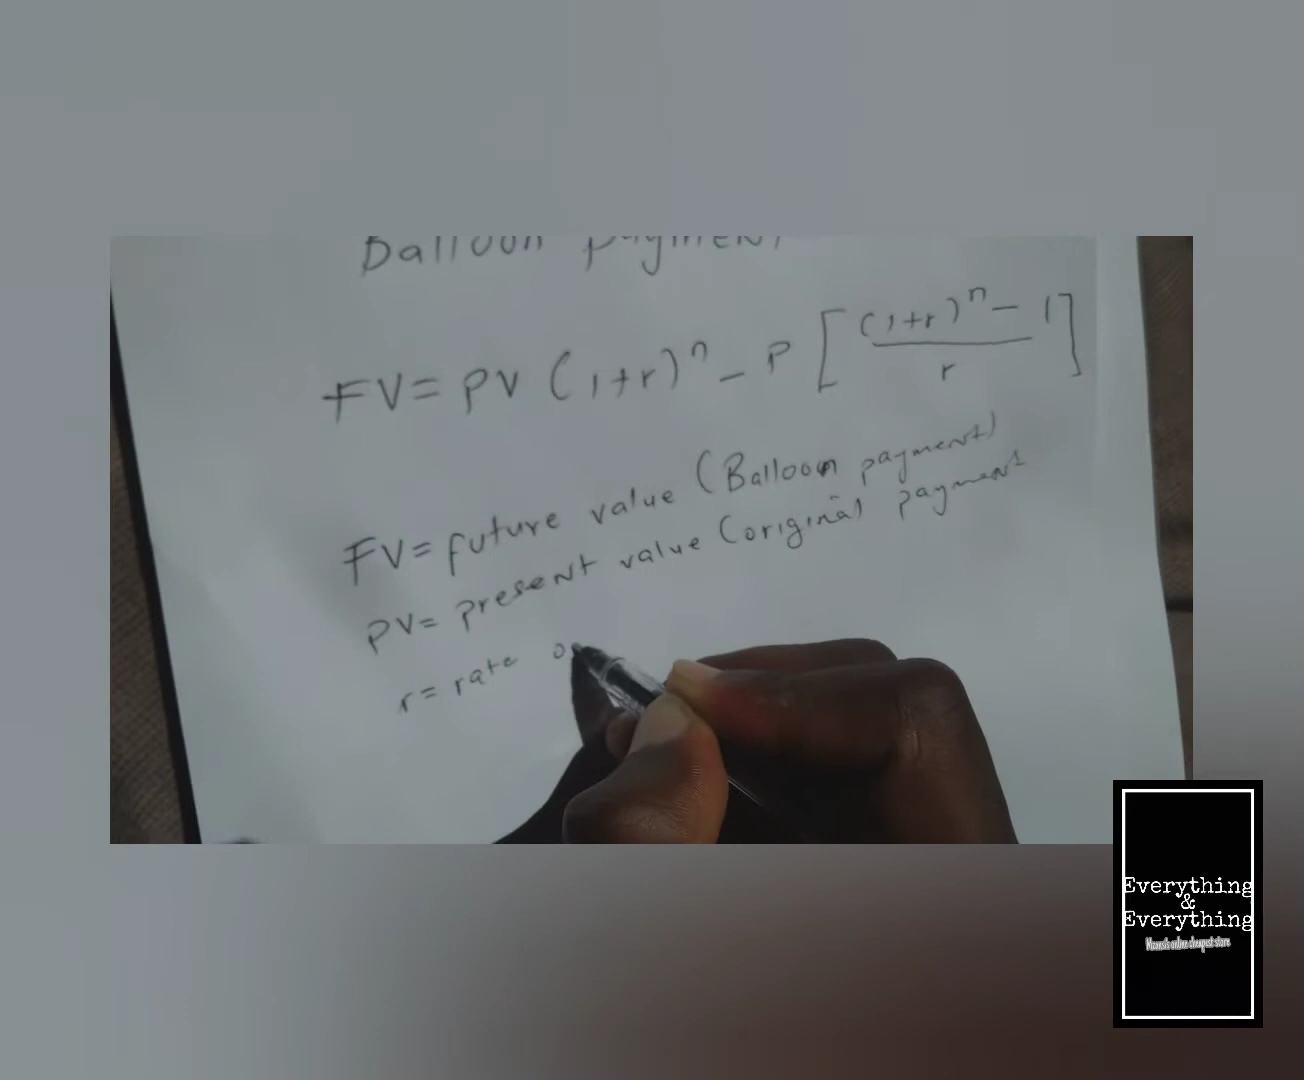 Balloon payment
FV= PV (1+r)^n - P [ (1+r)^n - 1 / r ]
FV= future value (Balloon payment)
PV= present value (original payment
r= rate o
Everything
&
Everything